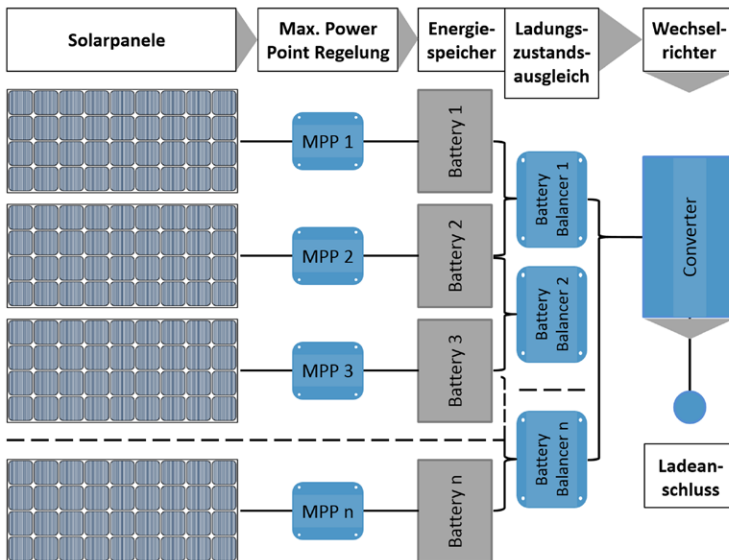 Solarpanele
Max. Power
Point Regelung
Energie-
speicher
Ladungs-
zustands-
ausgleich
Wechsel-
richter
MPP 1
Battery 1
Battery
Balancer 1
MPP 2
Battery 2
Converter
Battery
Balancer 2
MPP 3
Battery 3
Battery
Balancer n
MPP n
Battery n
Ladean-
schluss